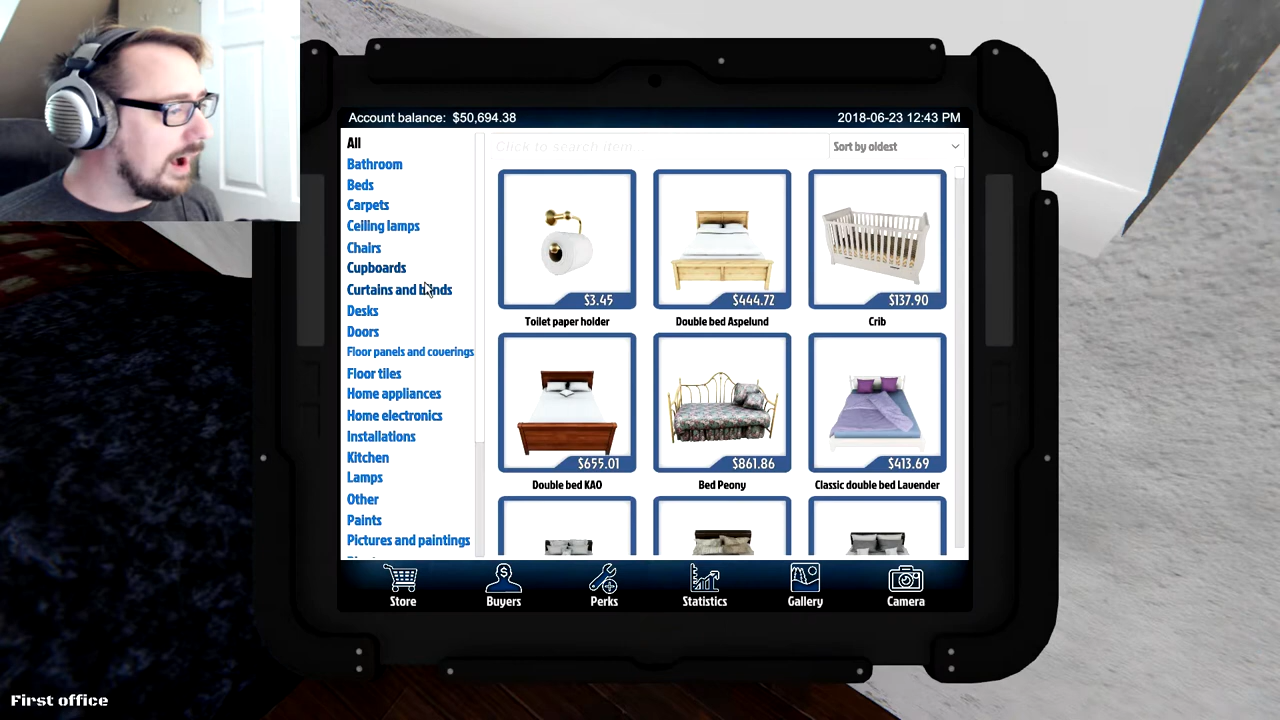 Account balance: $50,694.38
2018-06-23 12:43 PM
All
Bathroom
Beds
Carpets
Ceiling lamps
Chairs
Cupboards
Curtains and blinds
Desks
Doors
Floor panels and coverings
Floor tiles
Home appliances
Home electronics
Installations
Kitchen
Lamps
Other
Paints
Pictures and paintings
Click to search item...
Sort by oldest
$3.45
$444.72
$137.90
Toilet paper holder
Double bed Aspelund
Crib
$655.01
$861.86
$413.69
Double bed KAO
Bed Peony
Classic double bed Lavender
Store
Buyers
Perks
Statistics
Gallery
Camera
First office